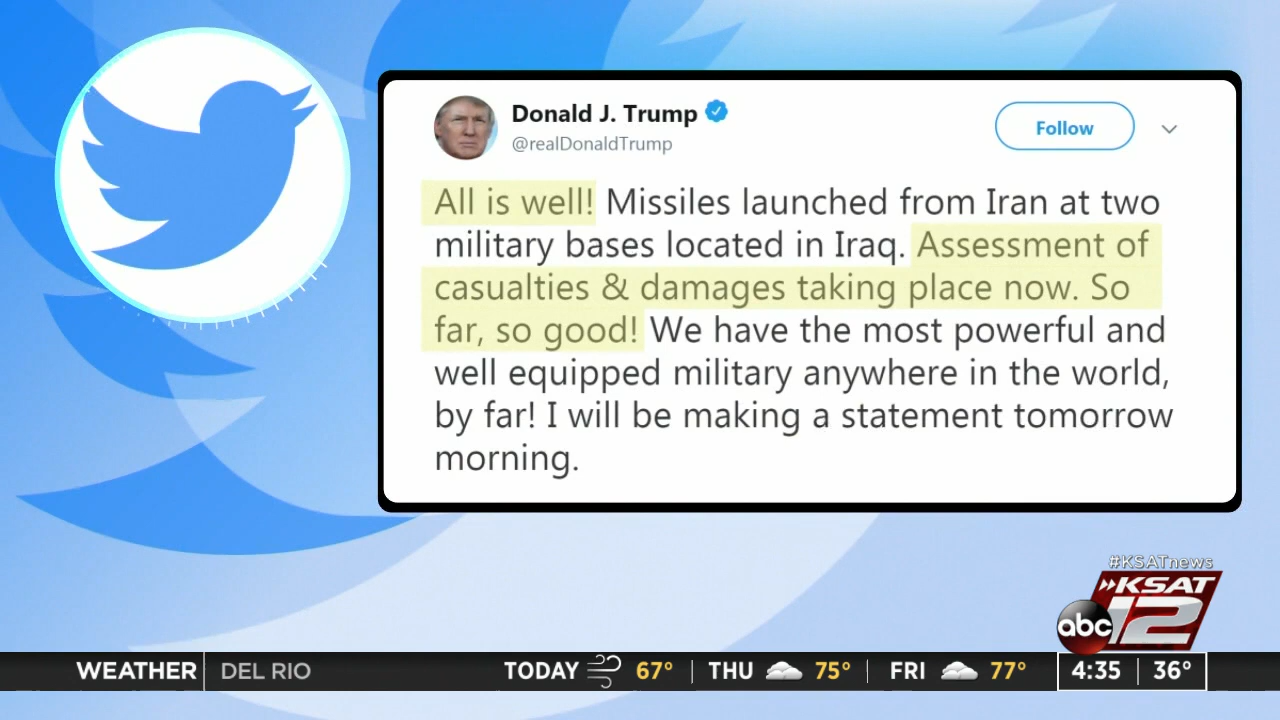 Donald J. Trump
@realDonaldTrump
Follow
All is well! Missiles launched from Iran at two
military bases located in Iraq. Assessment of
casualties & damages taking place now. So
far, so good! We have the most powerful and
well equipped military anywhere in the world,
by far! I will be making a statement tomorrow
morning.
#KSATnews
KSAT
abc 12
WEATHER DEL RIO TODAY 67° THU 75° FRI 77° 4:35 36°